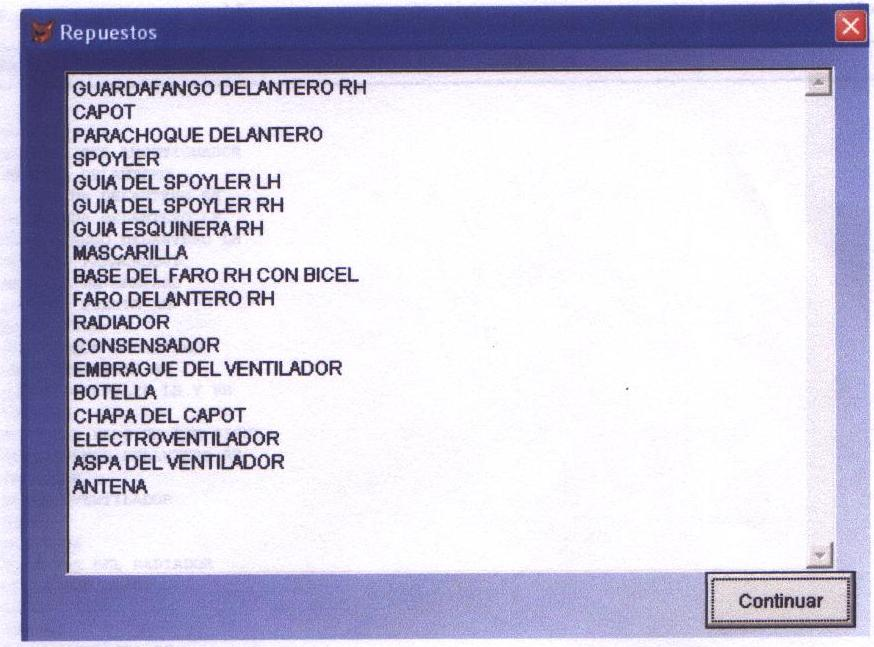 Repuestos
GUARDAFANGO DELANTERO RH
CAPOT
PARACHOQUE DELANTERO
SPOYLER
GUIA DEL SPOYLER LH
GUIA DEL SPOYLER RH
GUIA ESQUINERA RH
MASCARILLA
BASE DEL FARO RH CON BICEL
FARO DELANTERO RH
RADIADOR
CONSENSADOR
EMBRAGUE DEL VENTILADOR
BOTELLA
CHAPA DEL CAPOT
ELECTROVENTILADOR
ASPA DEL VENTILADOR
ANTENA
Continuar